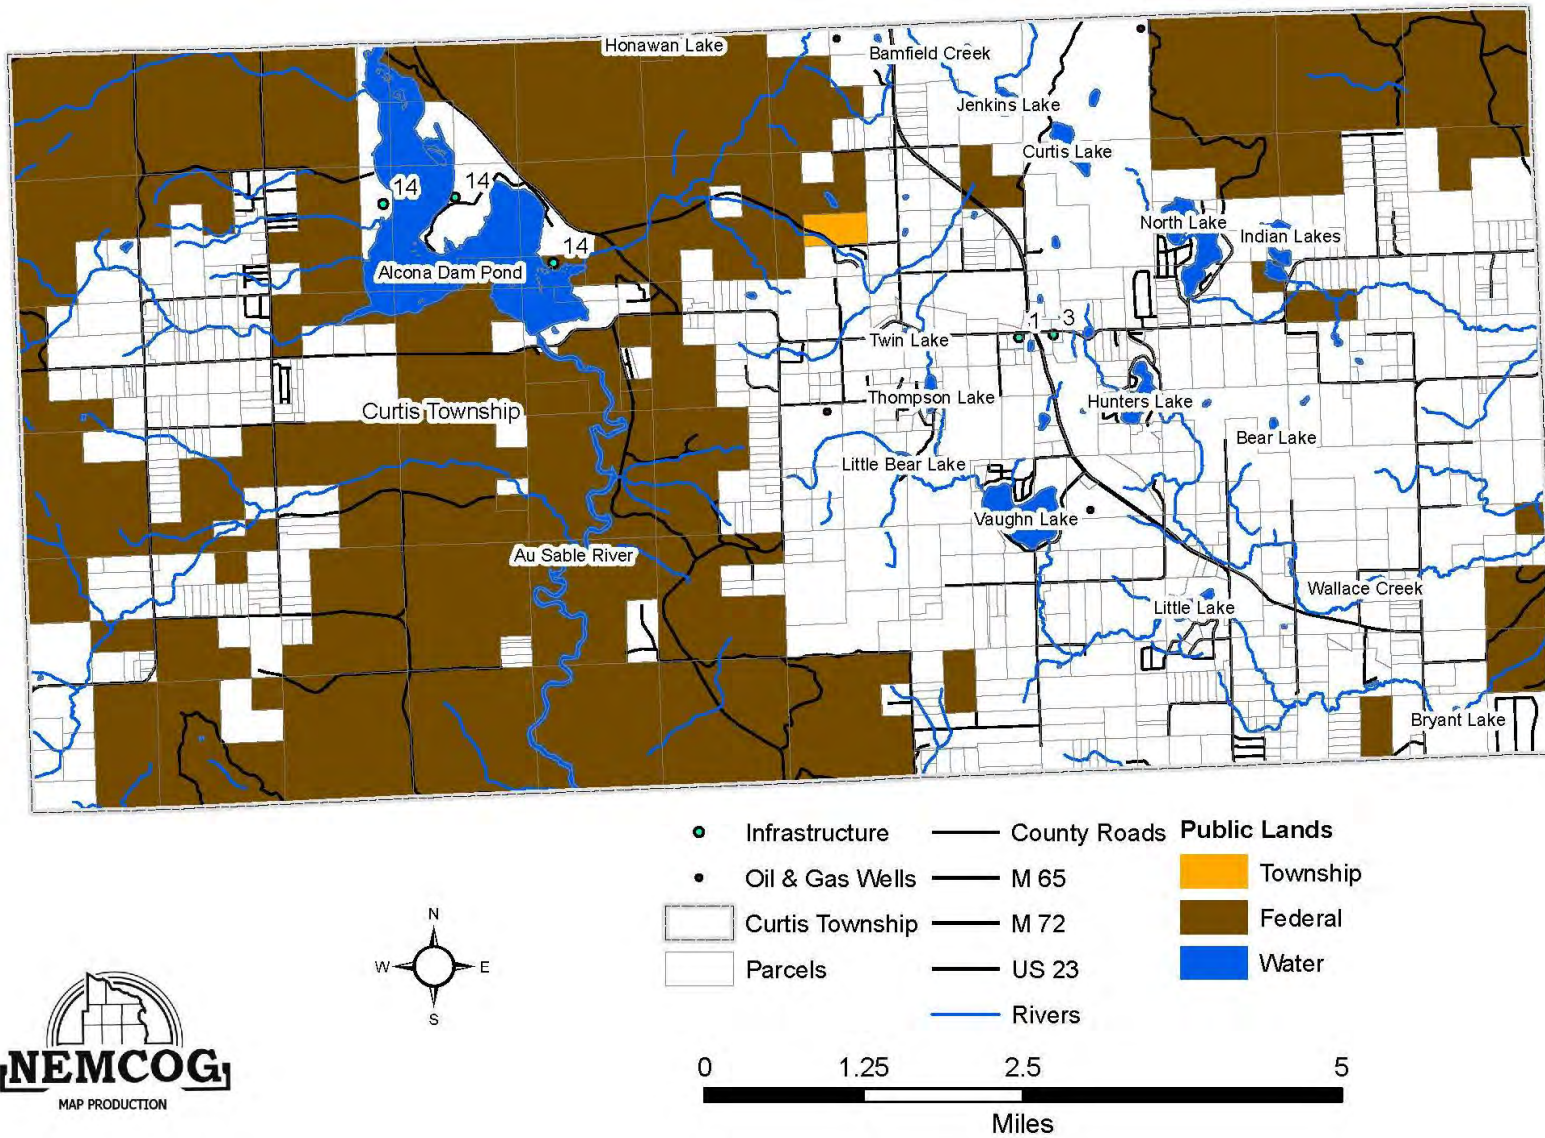 Honawan Lake
Bamfield Creek
Jenkins Lake
Curtis Lake
14
14
North Lake
Indian Lakes
14
Alcona Dam Pond
1
3
Twin Lake
Thompson Lake
Hunters Lake
Curtis Township
Bear Lake
Little Bear Lake
Vaughn Lake
Au Sable River
Wallace Creek
Little Lake
Bryant Lake
Infrastructure
Oil & Gas Wells
Curtis Township
Parcels
County Roads
M 65
M 72
US 23
Rivers
Public Lands
Township
Federal
Water
N
W E
S
NEMCOG
MAP PRODUCTION
0 1.25 2.5 5
Miles